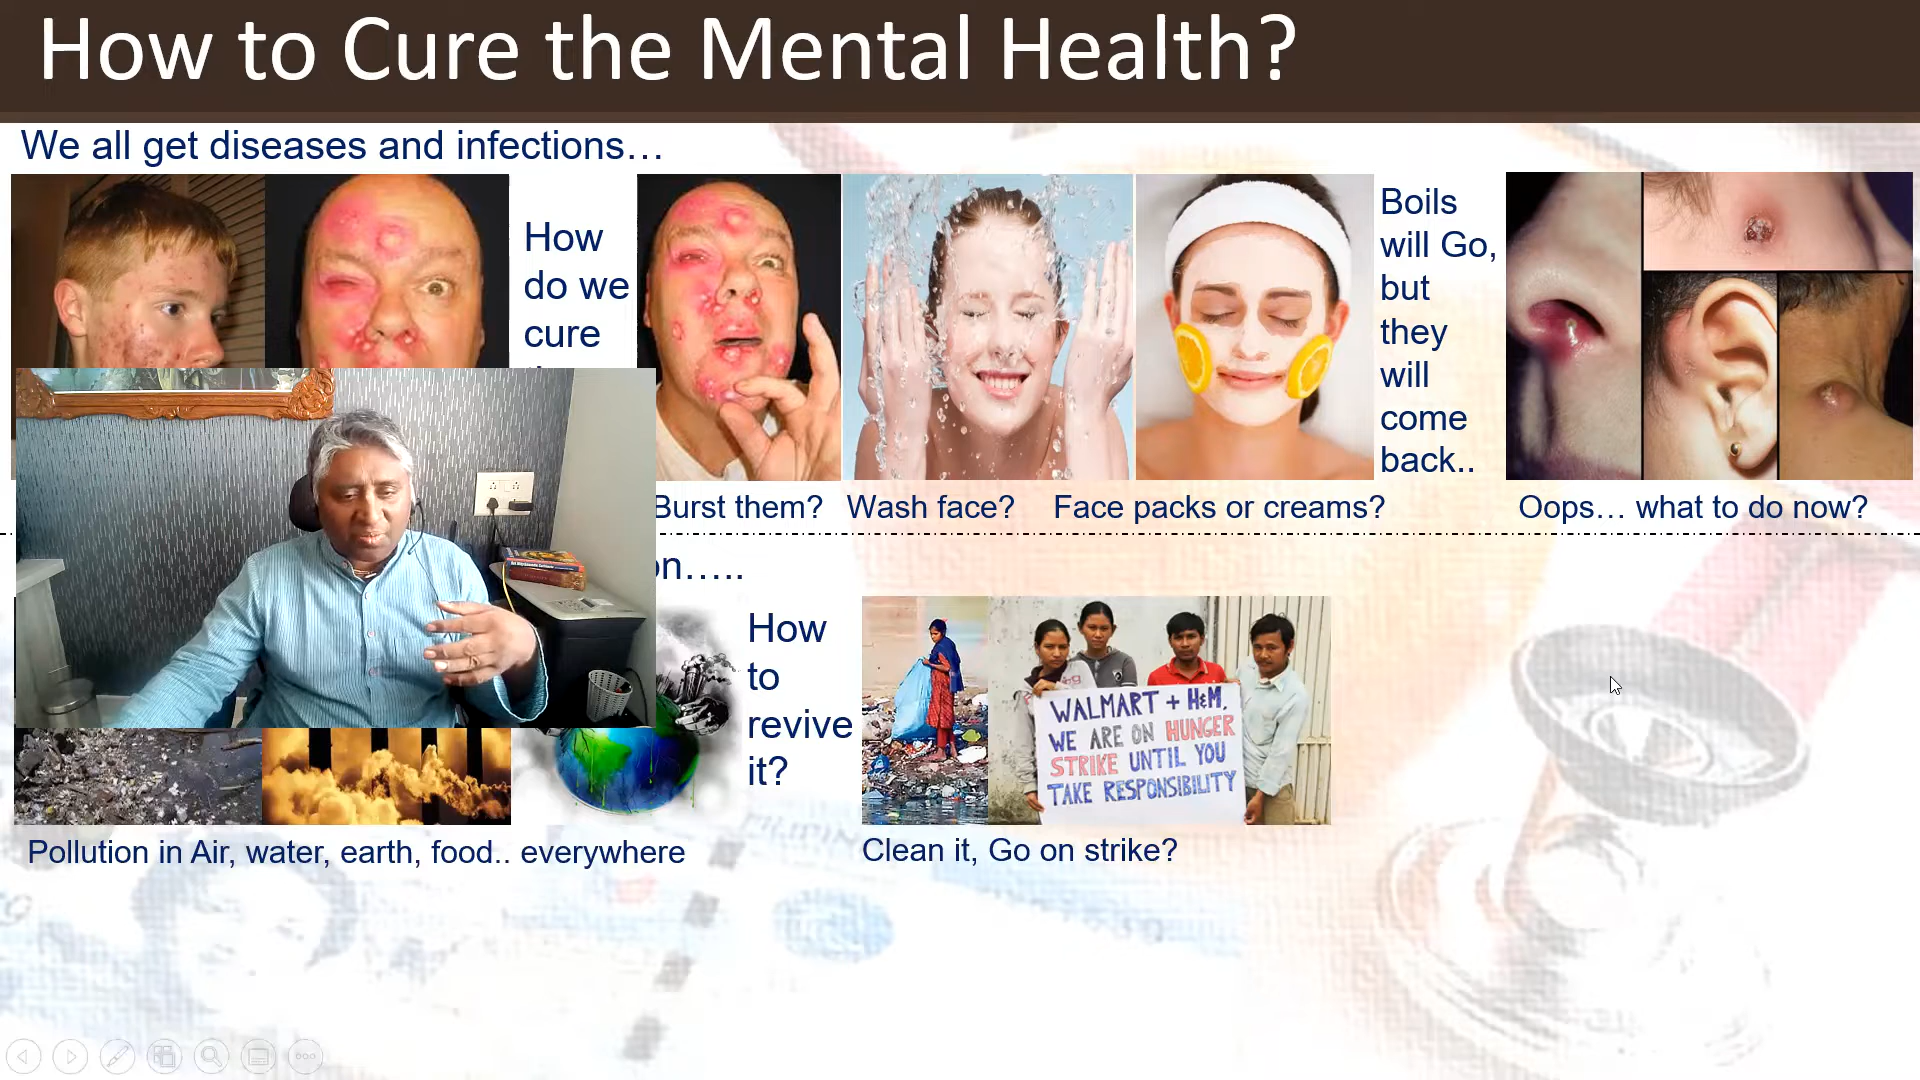 How to Cure the Mental Health?
We all get diseases and infections…
How
do we
cure
Boils
will Go,
but
they
will
come
back..
Burst them?
Wash face?
Face packs or creams?
Oops… what to do now?
on…..
How
to
revive
it?
WALMART + H&M,
WE ARE ON HUNGER
STRIKE UNTIL YOU
TAKE RESPONSIBILITY
Pollution in Air, water, earth, food.. everywhere
Clean it, Go on strike?